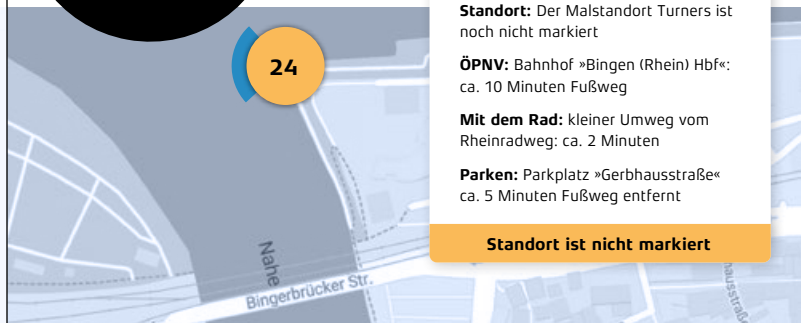 24
Standort: Der Malstandort Turners ist
noch nicht markiert
ÖPNV: Bahnhof »Bingen (Rhein) Hbf«:
ca. 10 Minuten Fußweg
Mit dem Rad: kleiner Umweg vom
Rheinradweg: ca. 2 Minuten
Parken: Parkplatz »Gerbhausstraße«
ca. 5 Minuten Fußweg entfernt
Standort ist nicht markiert
Nahe
Bingerbrücker Str.